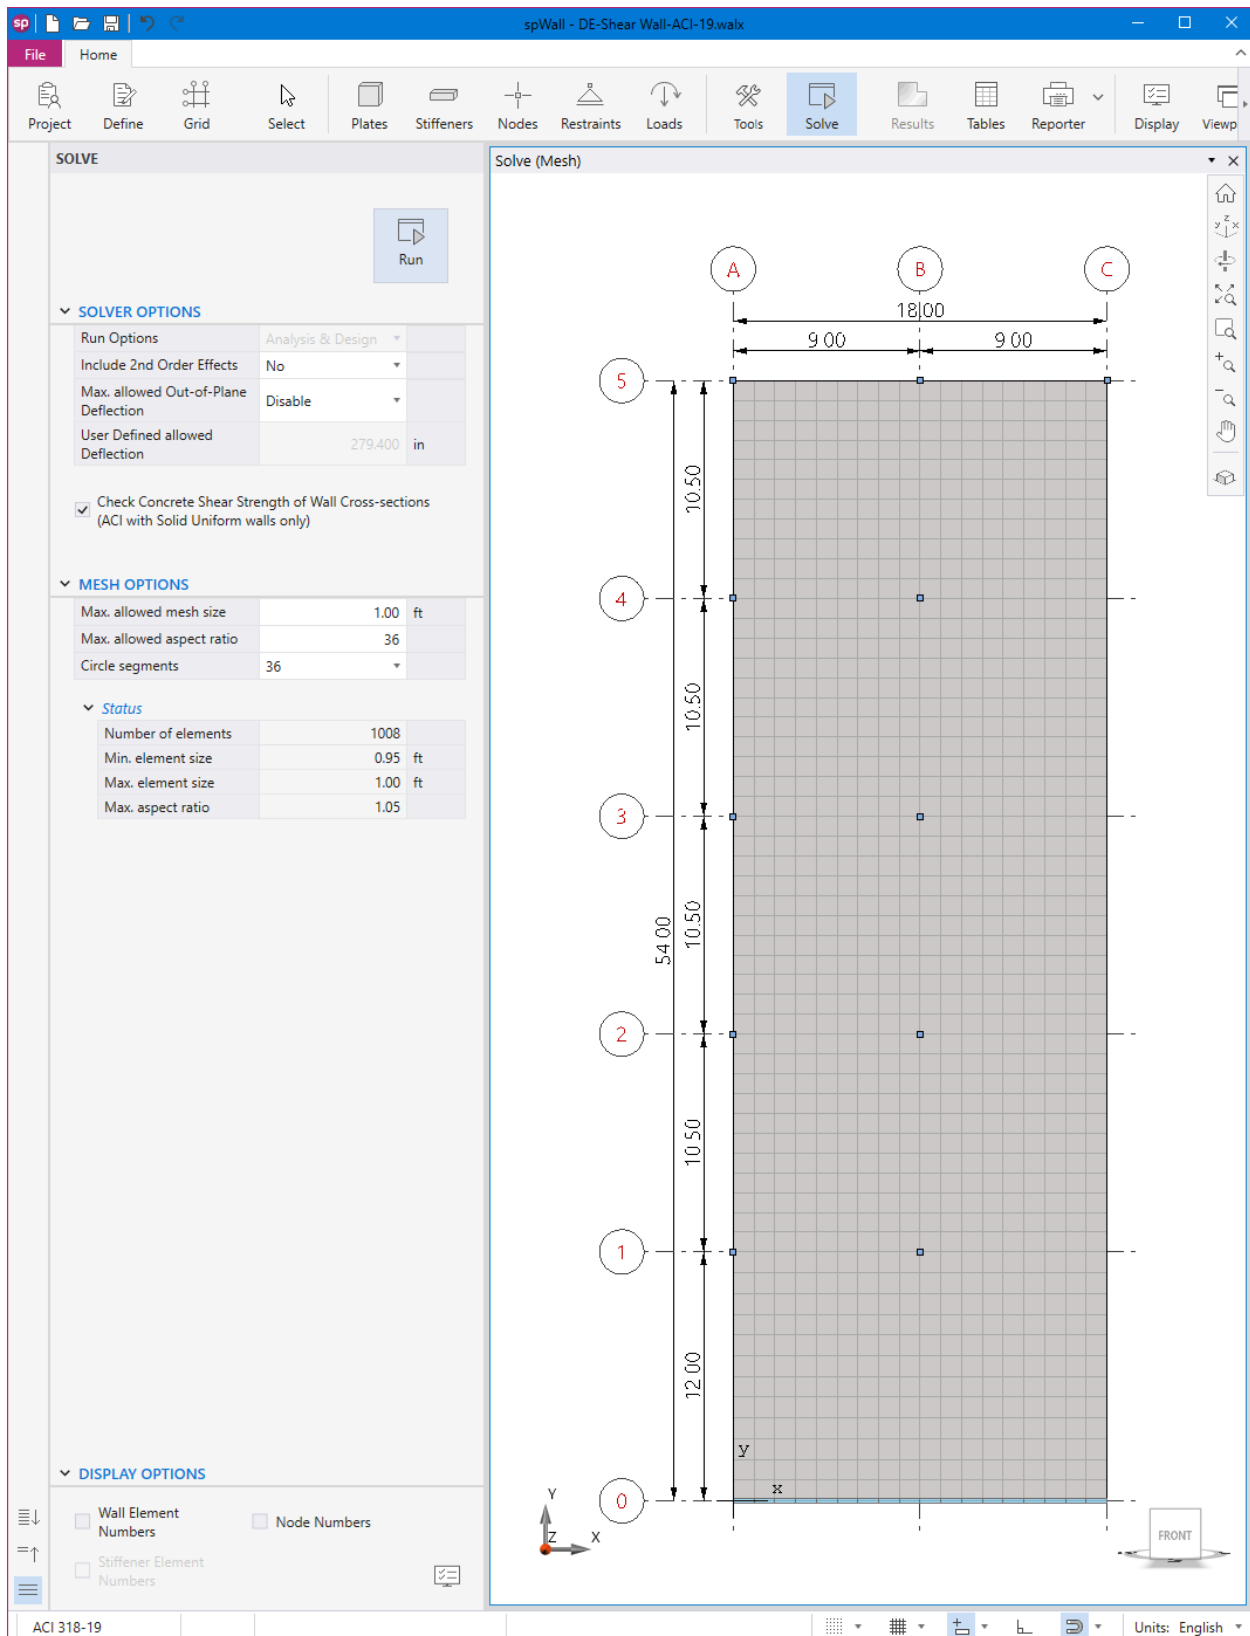 sp
spWall - DE-Shear Wall-ACI-19.walx
File Home
Project Define Grid Select Plates Stiffeners Nodes Restraints Loads Tools Solve Results Tables Reporter Display Viewp
SOLVE
Run
SOLVER OPTIONS
Run Options Analysis & Design
Include 2nd Order Effects No
Max. allowed Out-of-Plane
Deflection Disable
User Defined allowed
Deflection 279.400 in
Check Concrete Shear Strength of Wall Cross-sections
(ACI with Solid Uniform walls only)
MESH OPTIONS
Max. allowed mesh size 1.00 ft
Max. allowed aspect ratio 36
Circle segments 36
Status
Number of elements 1008
Min. element size 0.95 ft
Max. element size 1.00 ft
Max. aspect ratio 1.05
DISPLAY OPTIONS
Wall Element
Numbers
Node Numbers
Stiffener Element
Numbers
Solve (Mesh)
A B C
18.00
9.00 9.00
5
10.50
4
10.50
3
10.50
54.00
2
10.50
1
12.00
0
y
x
Y
Z X
FRONT
z
y x
ACI 318-19
Units: English